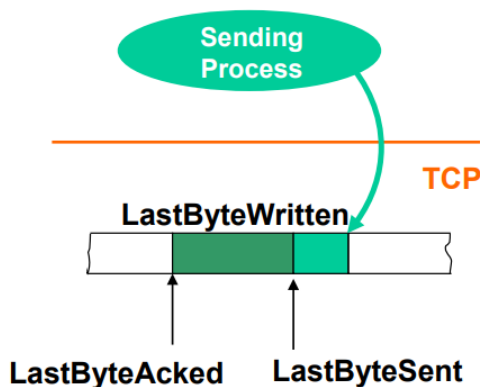 Sending
Process
TCP
LastByteWritten
LastByteAcked
LastByteSent